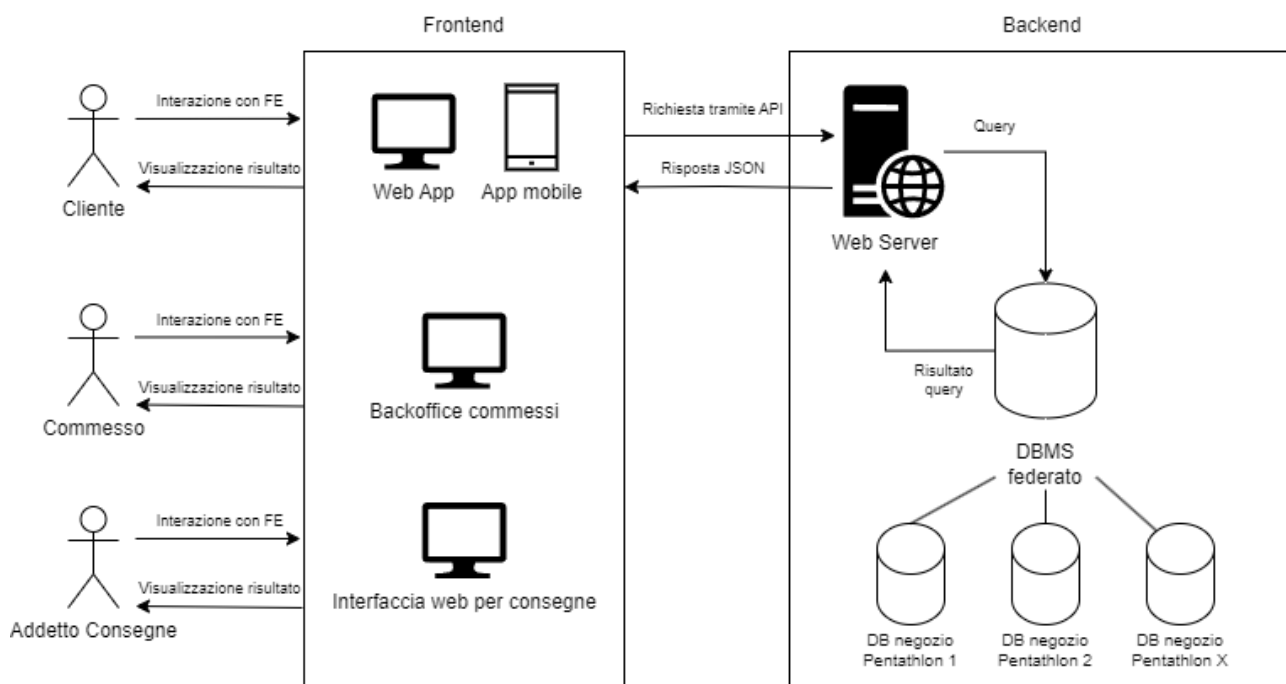 Frontend
Backend
Interazione con FE
Visualizzazione risultato
Cliente
Web App
App mobile
Richiesta tramite API
Risposta JSON
Query
Web Server
Interazione con FE
Visualizzazione risultato
Commesso
Backoffice commessi
Risultato
query
DBMS
federato
Interazione con FE
Visualizzazione risultato
Addetto Consegne
Interfaccia web per consegne
DB negozio
Pentathlon 1
DB negozio
Pentathlon 2
DB negozio
Pentathlon X